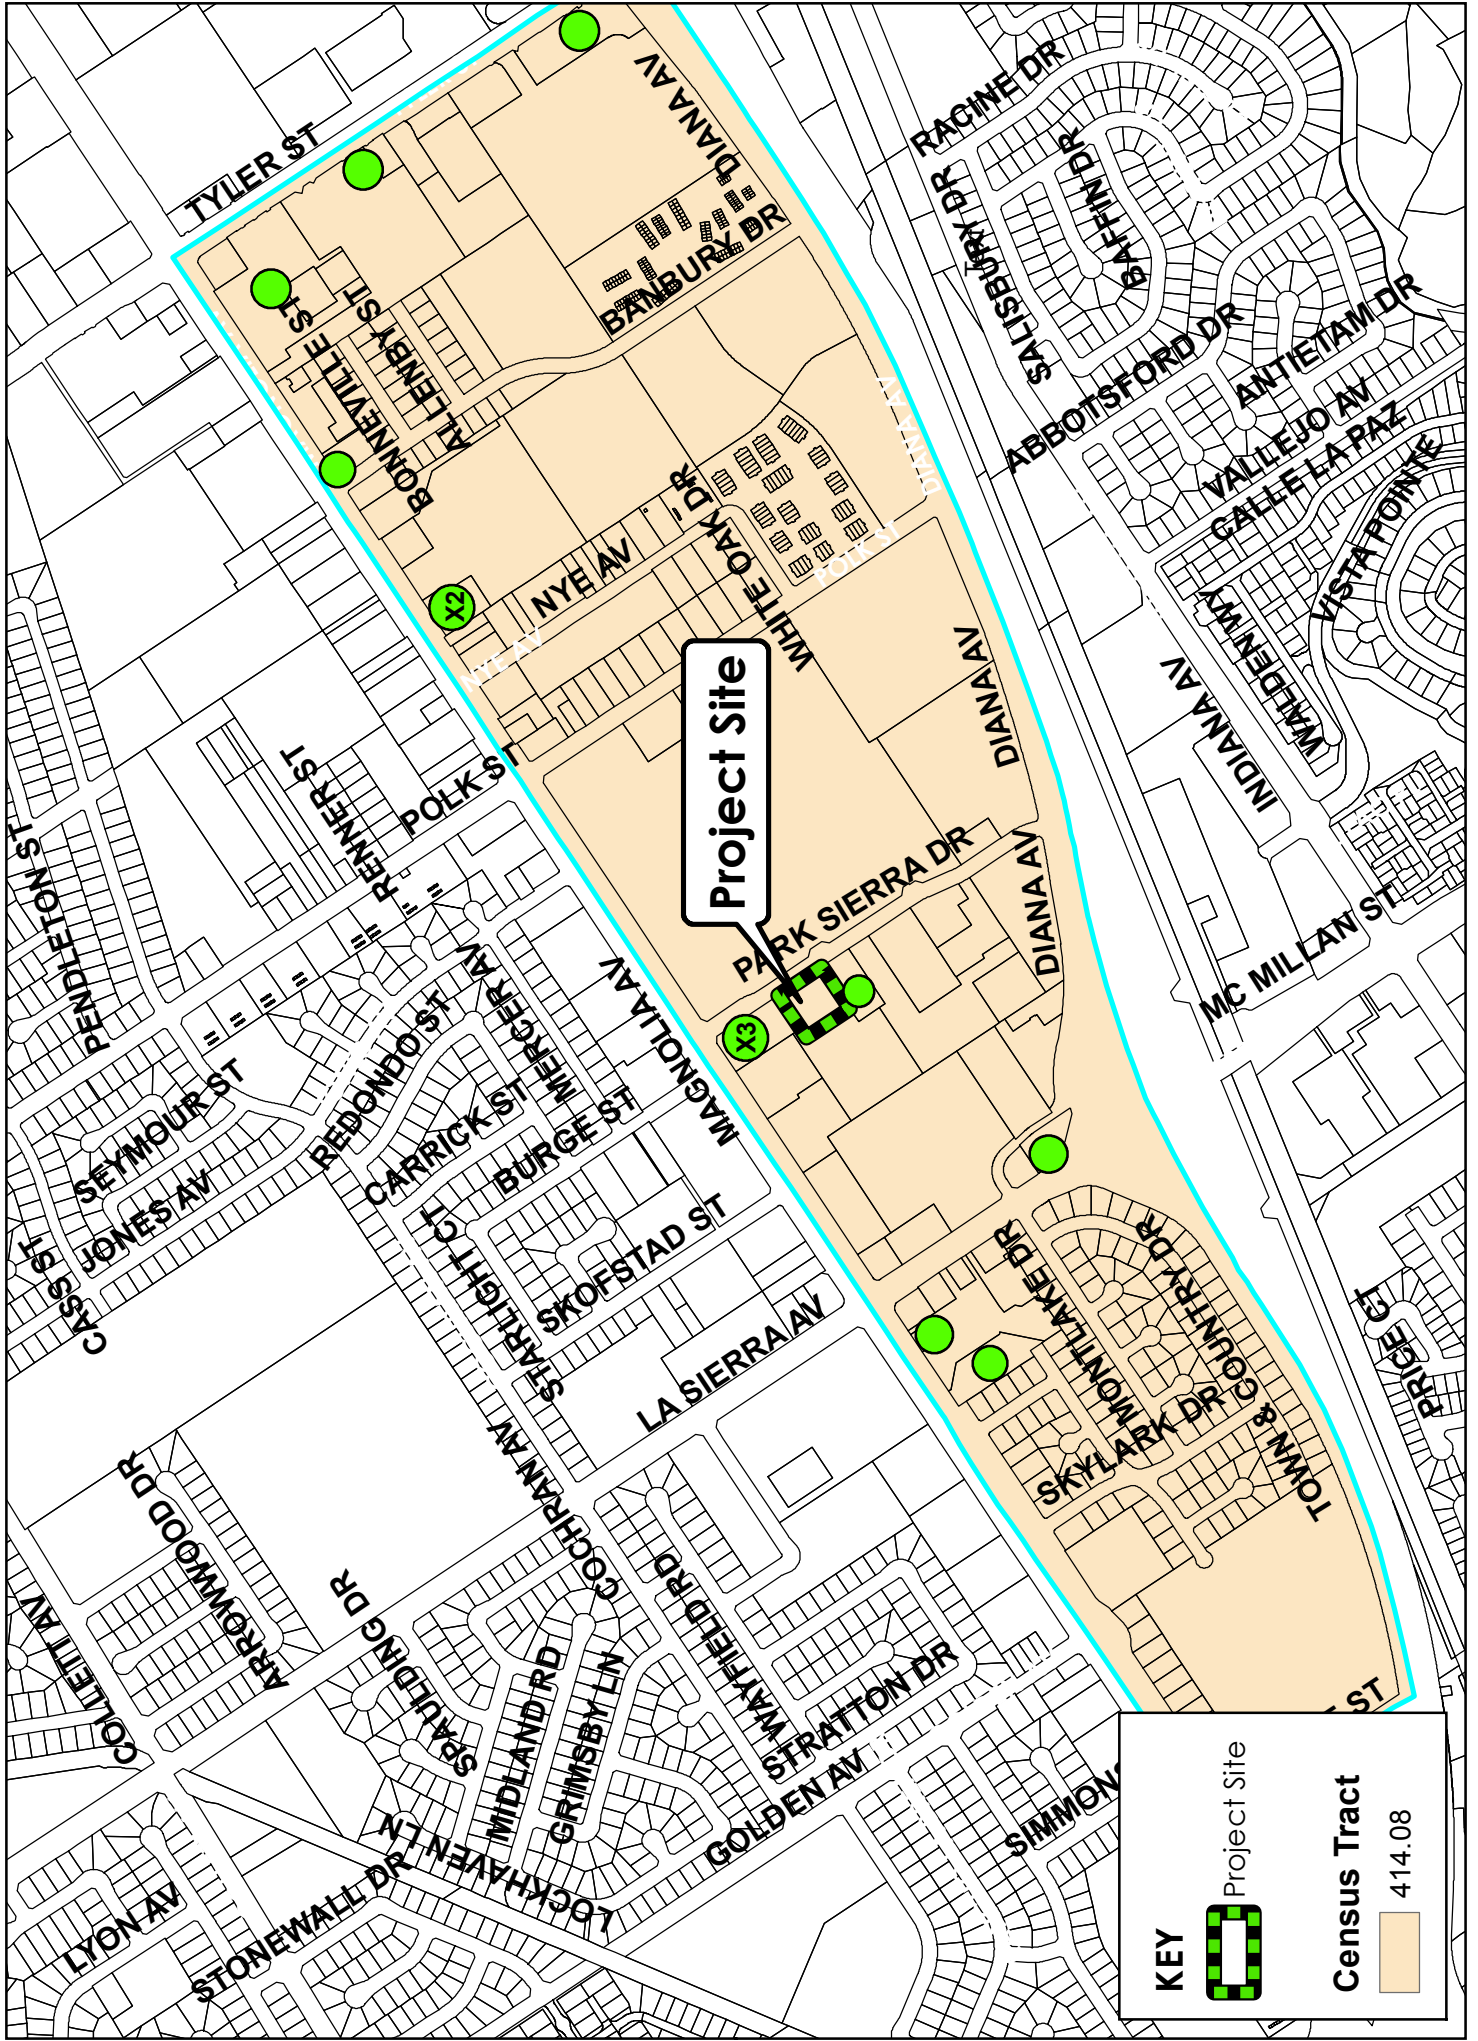 TYLER ST
DIANA AV
RACINE DR
SALISBURY DR
BAFFIN DR
BANBURY DR
BONNEVILLE ST
ALLENBY ST
ABBOTSFORD DR
ANTIETAM DR
VALLEJO AV
CALLE LA PAZ
VISTA POINTE
WALDEN WY
INDIANA AV
DIANA AV
POLK ST
WHITE OAK DR
NYE AV
NYE AV
X2
DIANA AV
Project Site
PENDLETON ST
RENNER ST
POLK ST
PARK SIERRA DR
DIANA AV
MC MILLAN ST
X3
MAGNOLIA AV
MERCER AV
REDONDO ST
CARRICK ST
BURGE ST
SEYMOUR ST
JONES AV
CASS ST
STARLIGHT CT
SKOFSTAD ST
LA SIERRA AV
COCHRAN AV
MONTLAKE DR
SKYLARK DR
TOWN & COUNTRY DR
PRICE CT
ARROWWOOD DR
COLLETT AV
SPAULDING DR
MIDLAND RD
GRIMSBY LN
WAYFIELD RD
STRATTON DR
GOLDEN AV
LOCKHAVEN LN
STONEWALL DR
LYON AV
SIMMONS
ST
KEY
Project Site
Census Tract
414.08